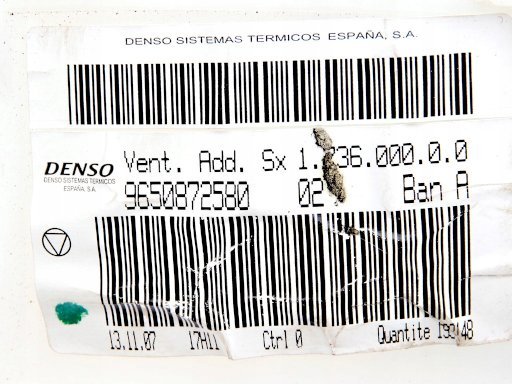 DENSO SISTEMAS TERMICOS ESPAÑA, S.A.
Vent. Add. Sx
DENSO
DENSO SISTEMAS TERMICOS
ESPAÑA, S.A.
9650872580 02 Ban A
13.11.07 17H11 Ctrl 0 Quantite